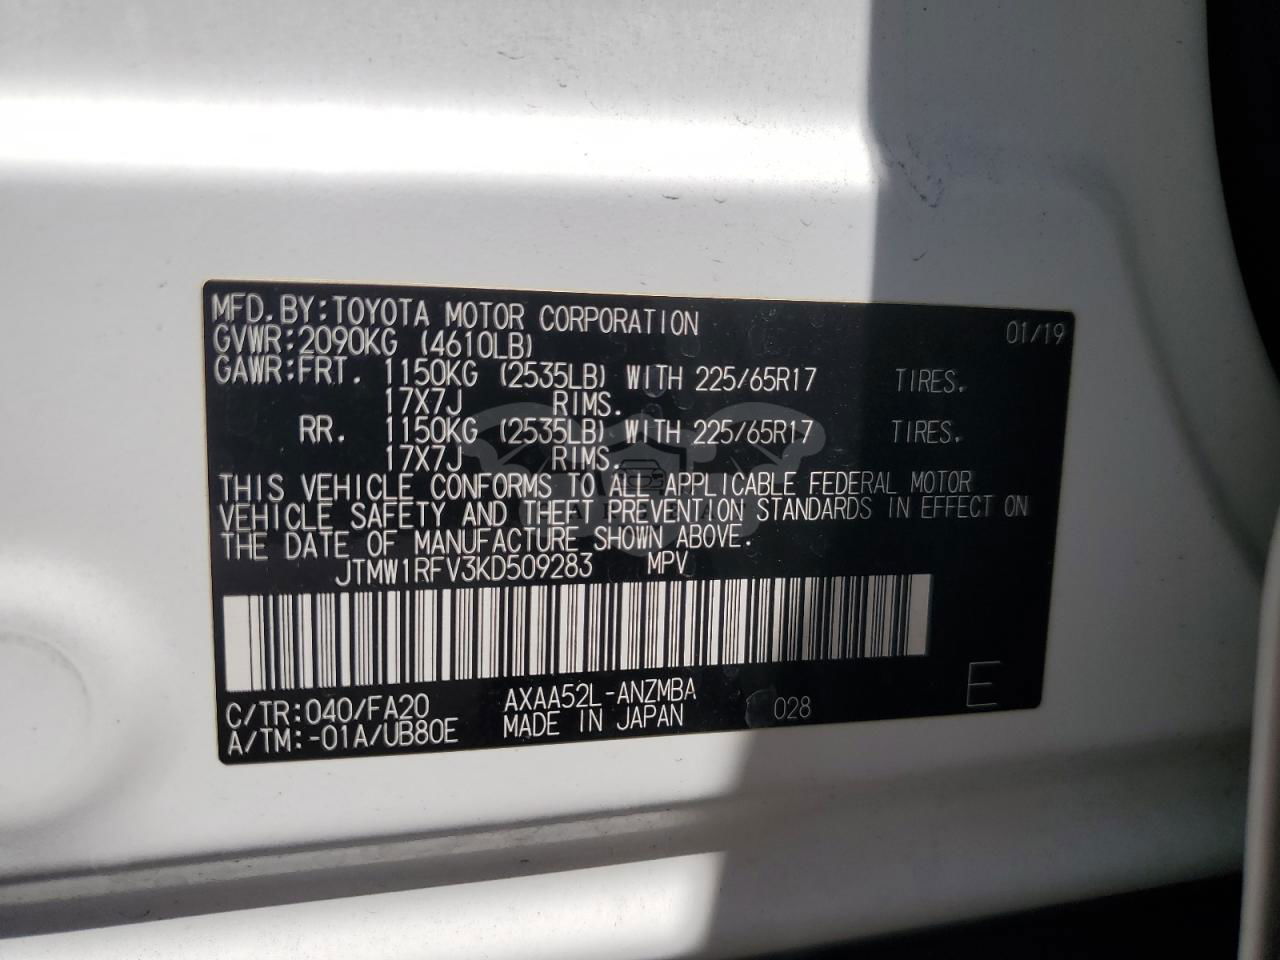 MFD.BY:TOYOTA MOTOR CORPORATION 01/19
GVWR:2090KG (4610LB)
GAWR:FRT. 1150KG (2535LB) WITH 225/65R17 TIRES.
17X7J RIMS.
RR. 1150KG (2535LB) WITH 225/65R17 TIRES.
17X7J RIMS.
THIS VEHICLE CONFORMS TO ALL APPLICABLE FEDERAL MOTOR
VEHICLE SAFETY AND THEFT PREVENTION STANDARDS IN EFFECT ON
THE DATE OF MANUFACTURE SHOWN ABOVE.
JTMW1RFV3KD509283 MPV
C/TR:040/FA20 AXAA52L-ANZMBA
A/TM:-01A/UB80E MADE IN JAPAN 028 E